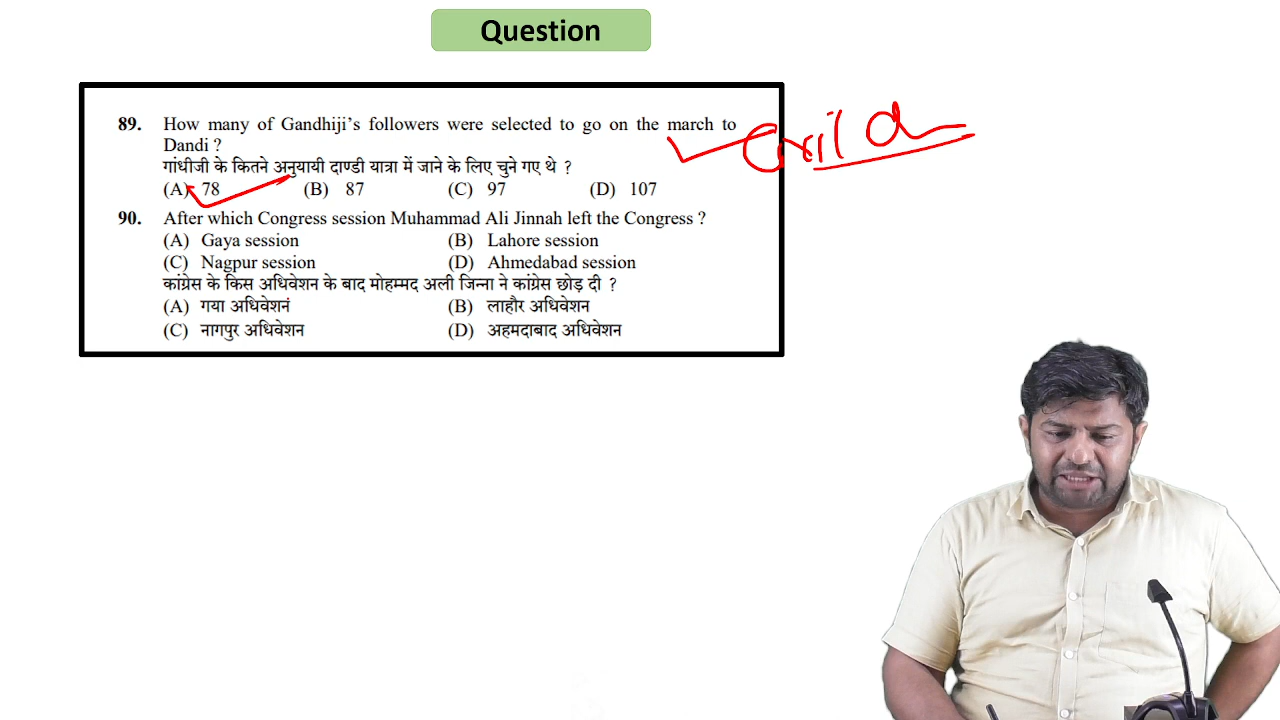 Question
89. How many of Gandhiji's followers were selected to go on the march to
Dandi ?
गांधीजी के कितने अनुयायी दाण्डी यात्रा में जाने के लिए चुने गए थे ?
(A) 78 (B) 87 (C) 97 (D) 107
90. After which Congress session Muhammad Ali Jinnah left the Congress ?
(A) Gaya session (B) Lahore session
(C) Nagpur session (D) Ahmedabad session
कांग्रेस के किस अधिवेशन के बाद मोहम्मद अली जिन्ना ने कांग्रेस छोड़ दी ?
(A) गया अधिवेशनं (B) लाहौर अधिवेशन
(C) नागपुर अधिवेशन (D) अहमदाबाद अधिवेशन